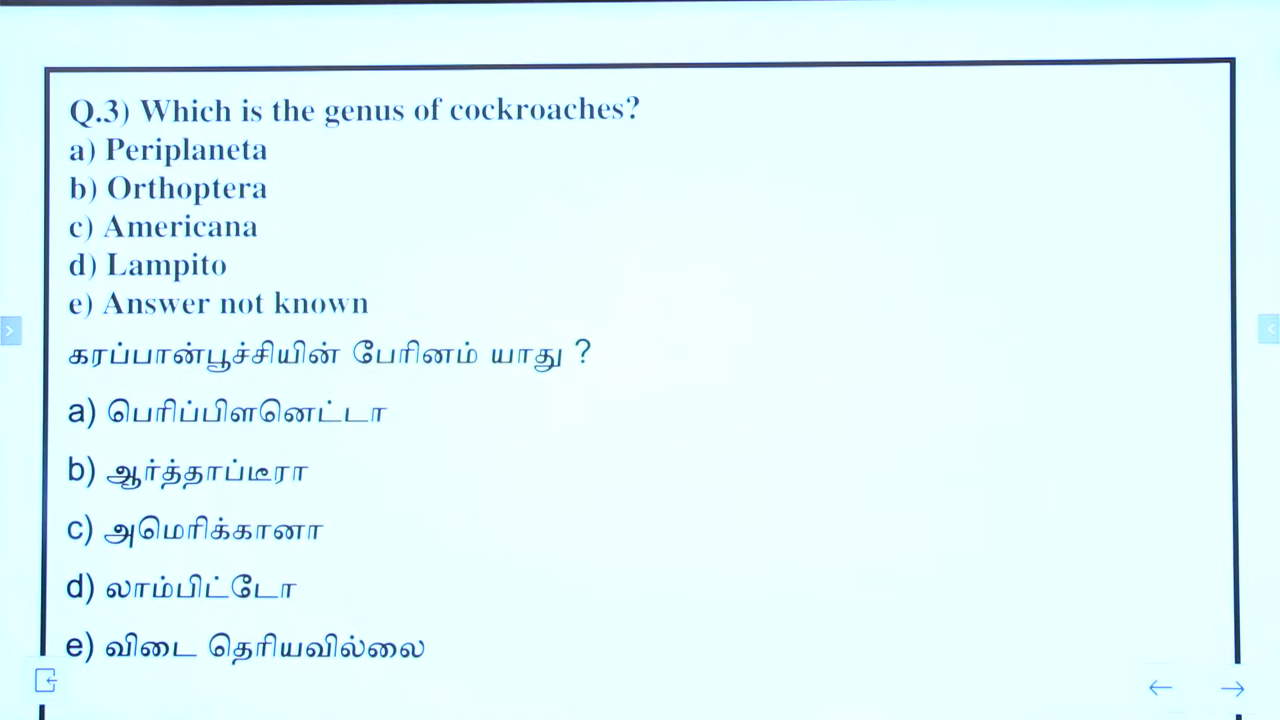 Q.3) Which is the genus of cockroaches?
a) Periplaneta
b) Orthoptera
c) Americana
d) Lampito
e) Answer not known
கரப்பான்பூச்சியின் பேரினம் யாது ?
a) பெரிப்பிளனெட்டா
b) ஆர்த்தாப்டீரா
c) அமெரிக்கானா
d) லாம்பிட்டோ
e) விடை தெரியவில்லை